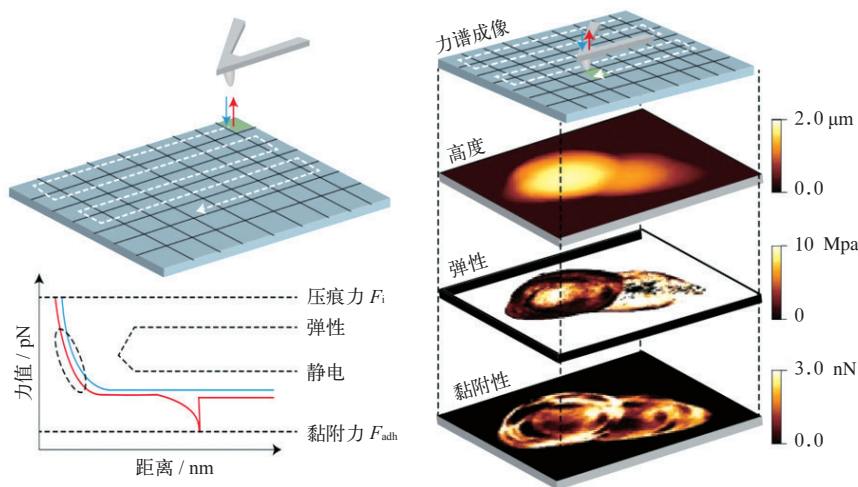 力谱成像
2.0 μm
高度
0.0
10 Mpa
弹性
0
3.0 nN
黏附性
0.0
力值 / pN
压痕力 Fi
弹性
静电
黏附力 Fadh
距离 / nm